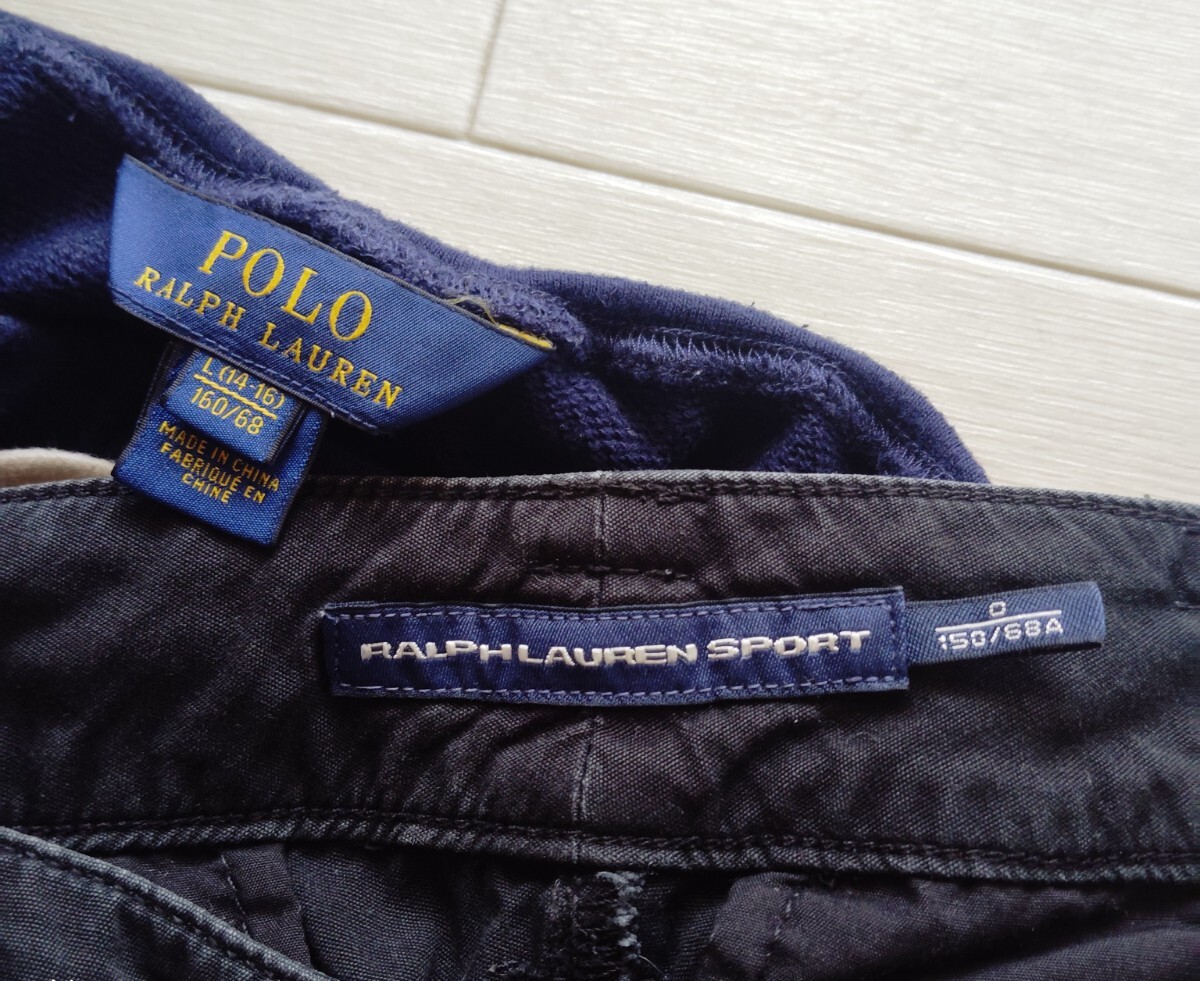 POLO
RALPH LAUREN
L (14-16)
160/68
MADE IN CHINA
FABRIQUÉ EN
CHINE
RALPH LAUREN SPORT
0
150/68A